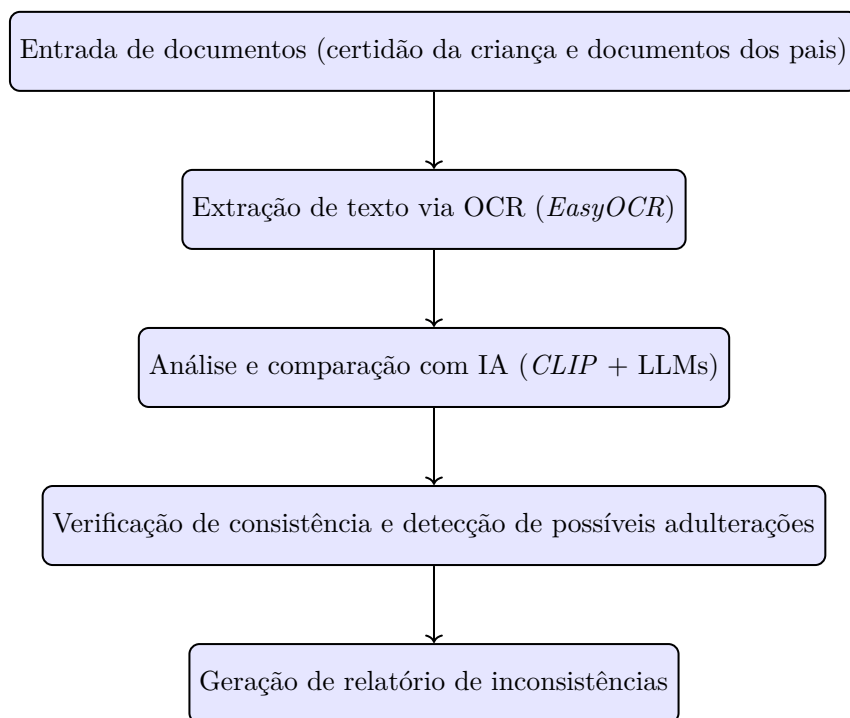 Entrada de documentos (certidão da criança e documentos dos pais)
Extração de texto via OCR (EasyOCR)
Análise e comparação com IA (CLIP + LLMs)
Verificação de consistência e detecção de possíveis adulterações
Geração de relatório de inconsistências